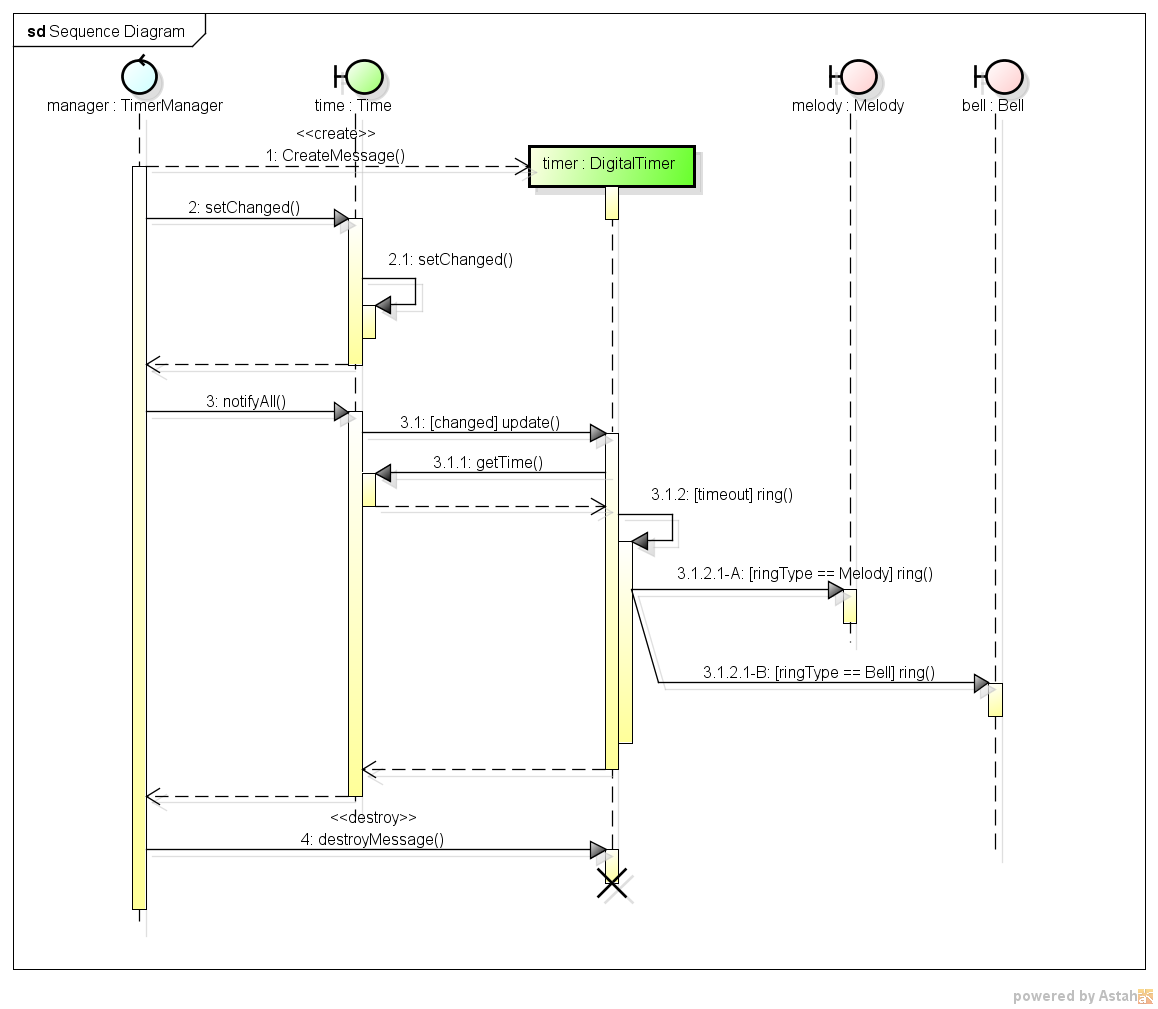 sd Sequence Diagram
manager : TimerManager
time : Time
melody : Melody
bell : Bell
<<create>>
1: CreateMessage()
timer : DigitalTimer
2: setChanged()
2.1: setChanged()
3: notifyAll()
3.1: [changed] update()
3.1.1: getTime()
3.1.2: [timeout] ring()
3.1.2.1-A: [ringType == Melody] ring()
3.1.2.1-B: [ringType == Bell] ring()
<<destroy>>
4: destroyMessage()
powered by Astah